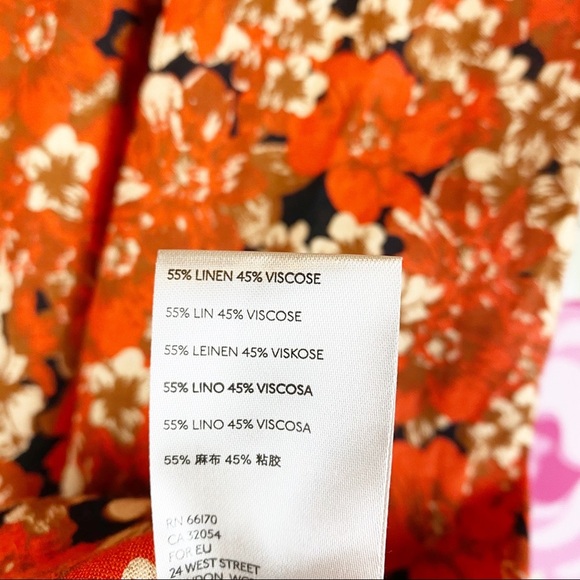 55% LINEN 45% VISCOSE
55% LIN 45% VISCOSE
55% LEINEN 45% VISKOSE
55% LINO 45% VISCOSA
55% LINO 45% VISCOSA
55% 麻布 45% 粘胶
RN 66170
CA 32054
FOR EU
24 WEST STREET